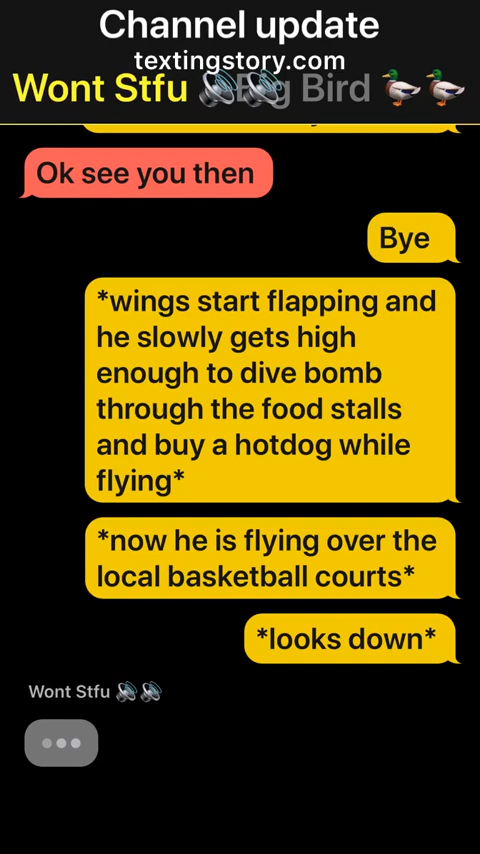 Channel update
textingstory.com
Wont Stfu 🔊🔊 Big Bird 🦆🦆
Ok see you then
Bye
*wings start flapping and
he slowly gets high
enough to dive bomb
through the food stalls
and buy a hotdog while
flying*
*now he is flying over the
local basketball courts*
*looks down*
Wont Stfu 🔊🔊